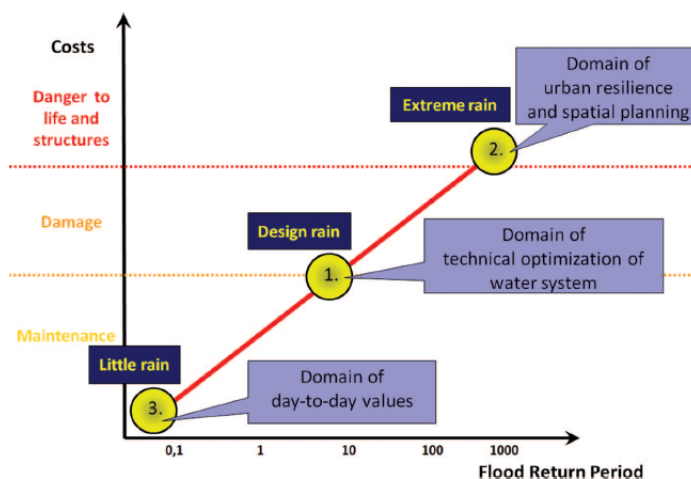 Costs
Danger to
life and
structures
Extreme rain
Domain of
urban resilience
and spatial planning
2.
Damage
Design rain
1.
Domain of
technical optimization of
water system
Maintenance
Little rain
3.
Domain of
day-to-day values
0,1
1
10
100
1000
Flood Return Period